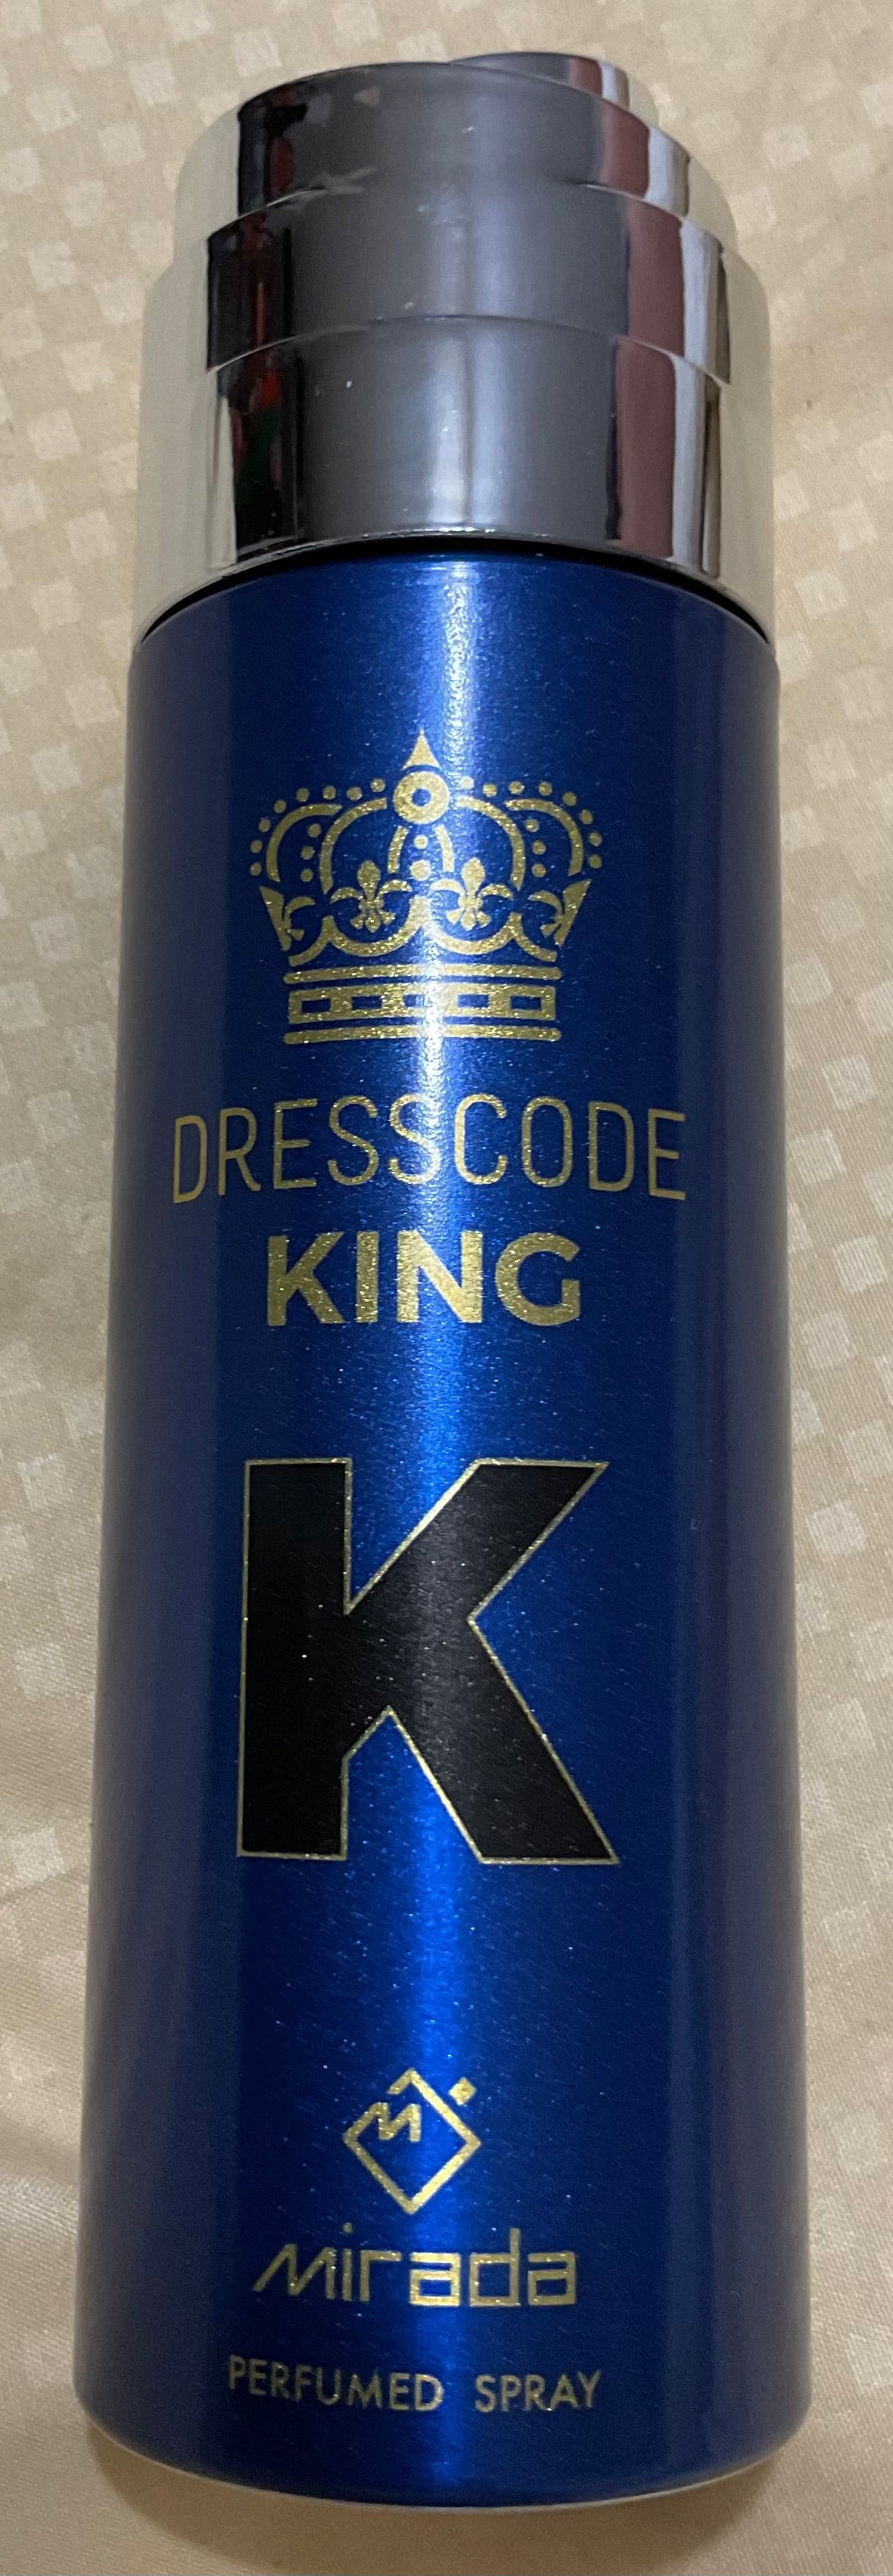 DRESSCODE
KING
K
M
mirada
PERFUMED SPRAY